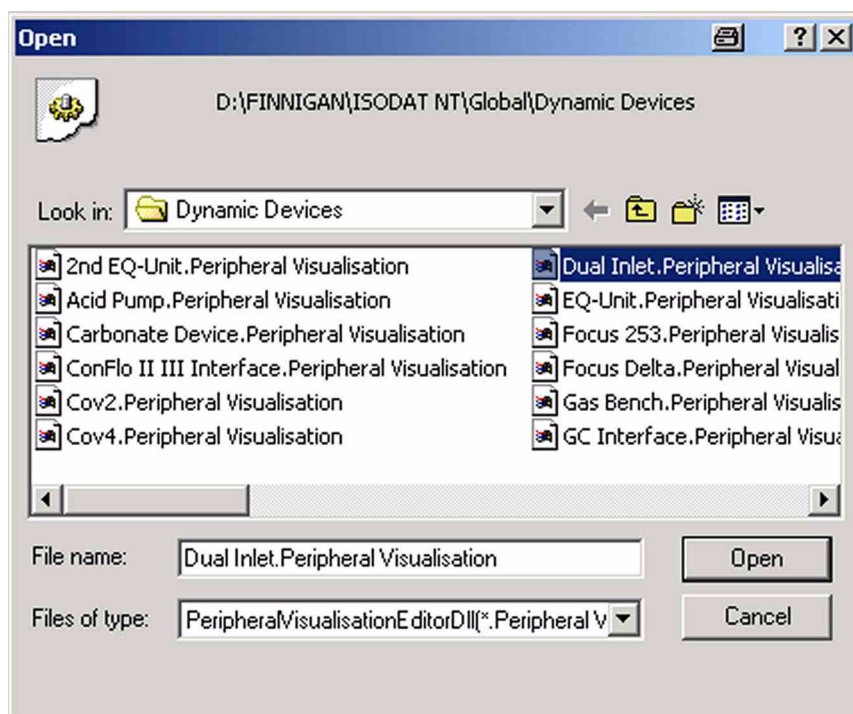 Open
D:\FINNIGAN\ISODAT NT\Global\Dynamic Devices
Look in: Dynamic Devices
2nd EQ-Unit.Peripheral Visualisation
Acid Pump.Peripheral Visualisation
Carbonate Device.Peripheral Visualisation
ConFlo II III Interface.Peripheral Visualisation
Cov2.Peripheral Visualisation
Cov4.Peripheral Visualisation
Dual Inlet.Peripheral Visualisa
EQ-Unit.Peripheral Visualisati
Focus 253.Peripheral Visualis
Focus Delta.Peripheral Visual
Gas Bench.Peripheral Visualis
GC Interface.Peripheral Visua
File name: Dual Inlet.Peripheral Visualisation Open
Files of type: PeripheralVisualisationEditorDll(*.Peripheral V Cancel